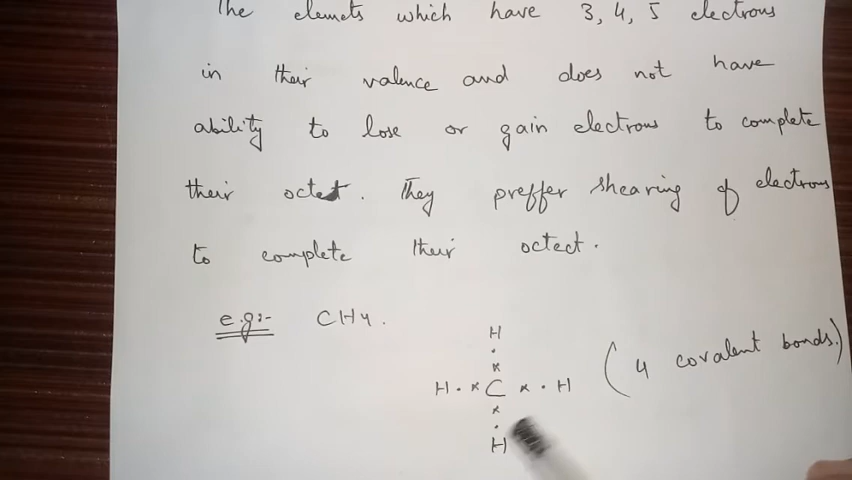 The elemets which have 3, 4, 5 electrons
in their valence and does not have
ability to lose or gain electrons to complete
their octet. They preffer shearing of electrons
to complete their octect.
e.g:- CH4.
H
H · x C x · H (4 covalent bonds.)
x
·
H